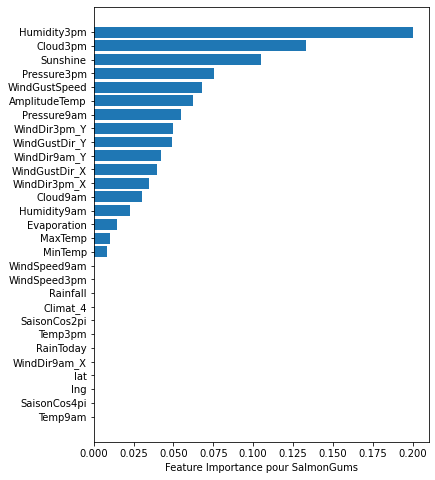 Humidity3pm
Cloud3pm
Sunshine
Pressure3pm
WindGustSpeed
AmplitudeTemp
Pressure9am
WindDir3pm_Y
WindGustDir_Y
WindDir9am_Y
WindGustDir_X
WindDir3pm_X
Cloud9am
Humidity9am
Evaporation
MaxTemp
MinTemp
WindSpeed9am
WindSpeed3pm
Rainfall
Climat_4
SaisonCos2pi
Temp3pm
RainToday
WindDir9am_X
lat
lng
SaisonCos4pi
Temp9am
0.000 0.025 0.050 0.075 0.100 0.125 0.150 0.175 0.200
Feature Importance pour SalmonGums